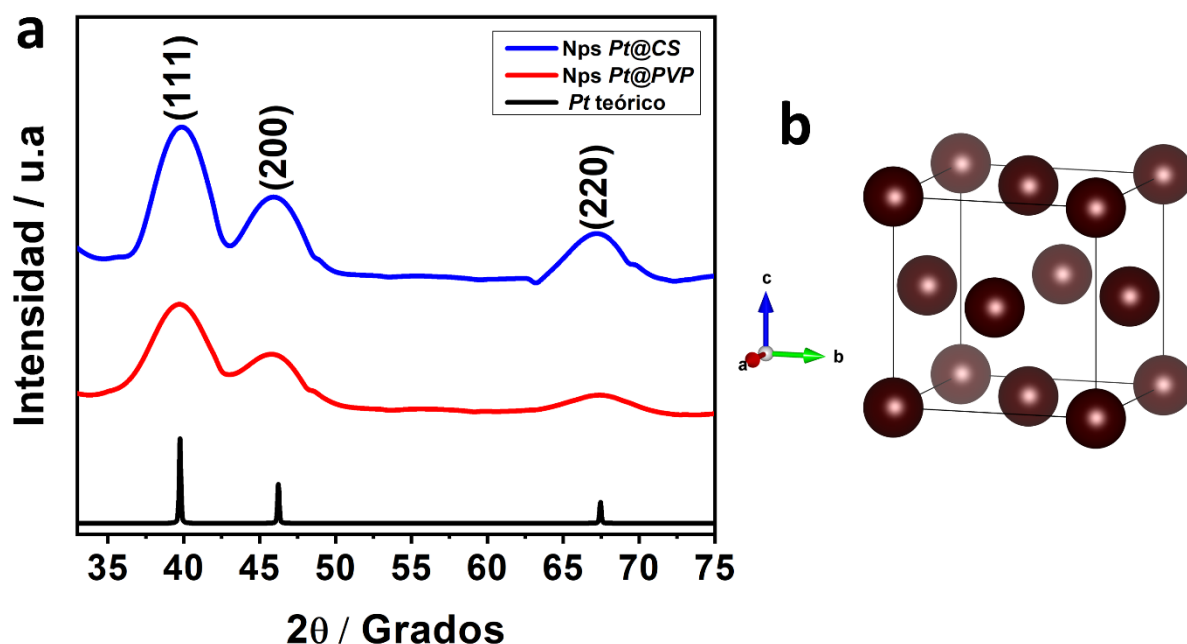 a
(111)
(200)
(220)
Nps Pt@CS
Nps Pt@PVP
Pt teórico
Intensidad / u.a
35 40 45 50 55 60 65 70 75
2θ / Grados
b
c
a
b